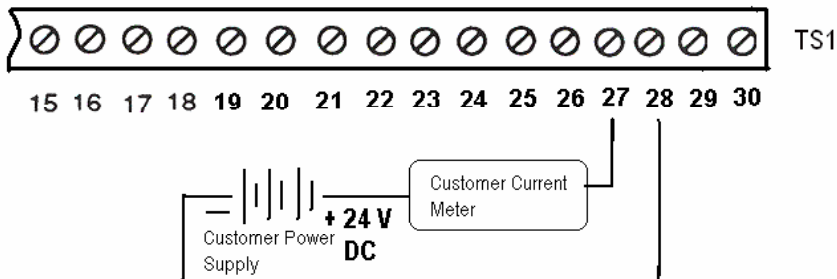 TS1
15 16 17 18 19 20 21 22 23 24 25 26 27 28 29 30
Customer Current
Meter
+ 24 V
DC
Customer Power
Supply